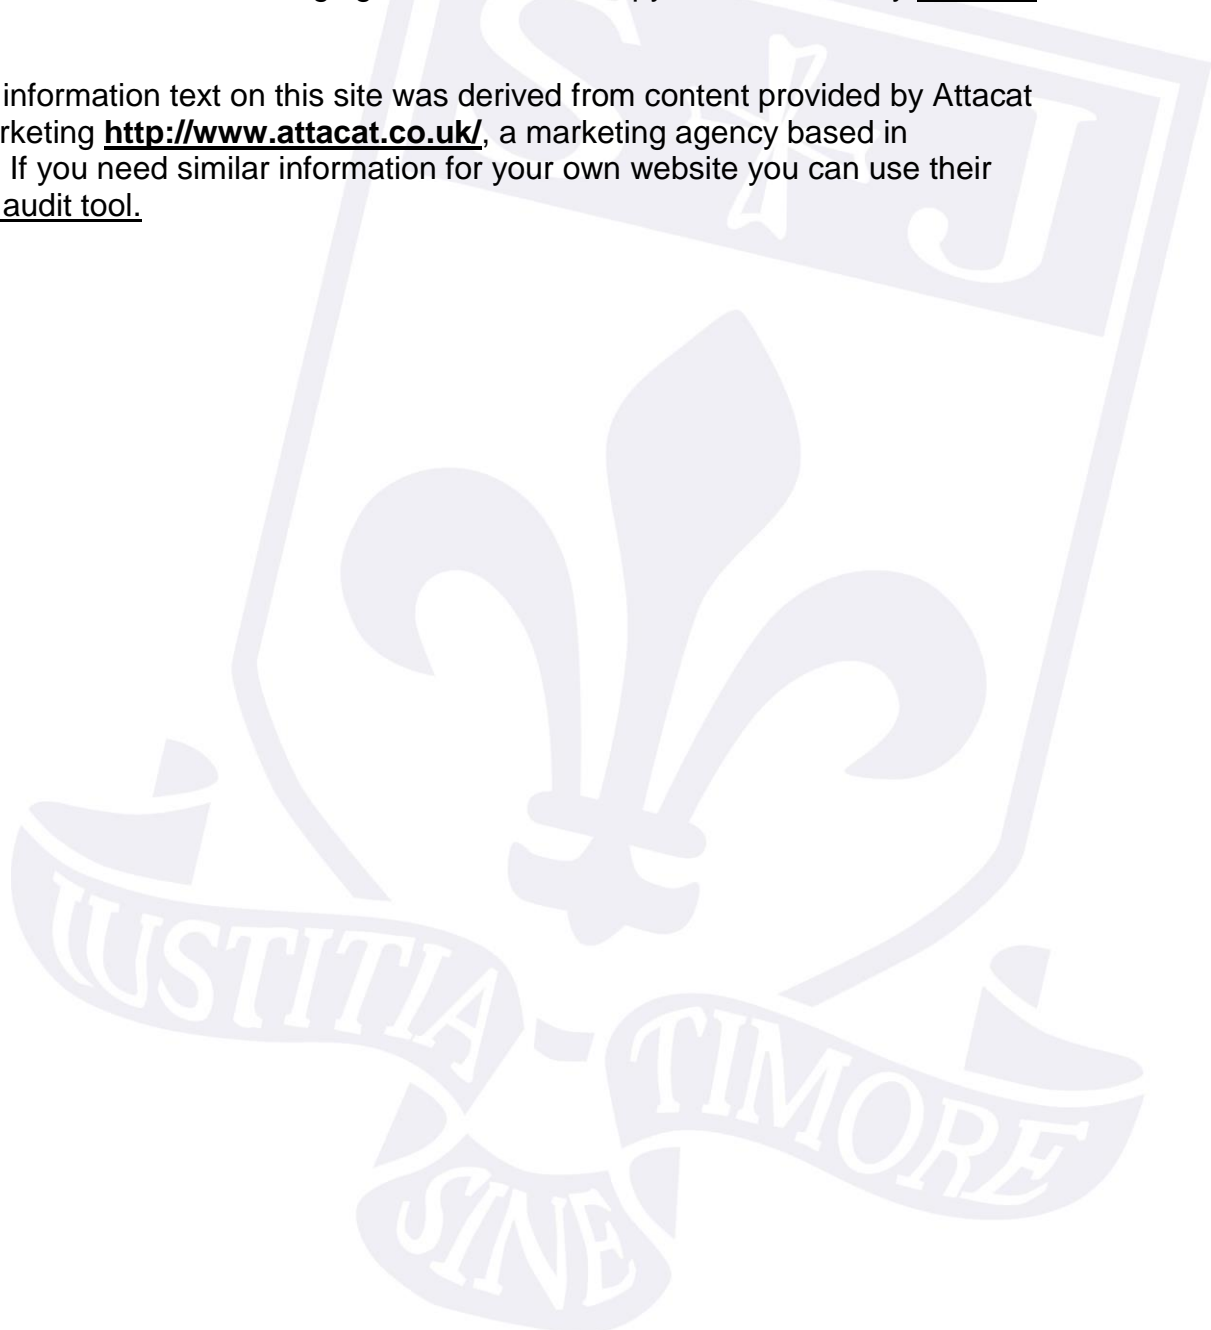 information text on this site was derived from content provided by Attacat
rketing http://www.attacat.co.uk/, a marketing agency based in
If you need similar information for your own website you can use their
audit tool.
S J
IUSTITIA
SINE
TIMORE